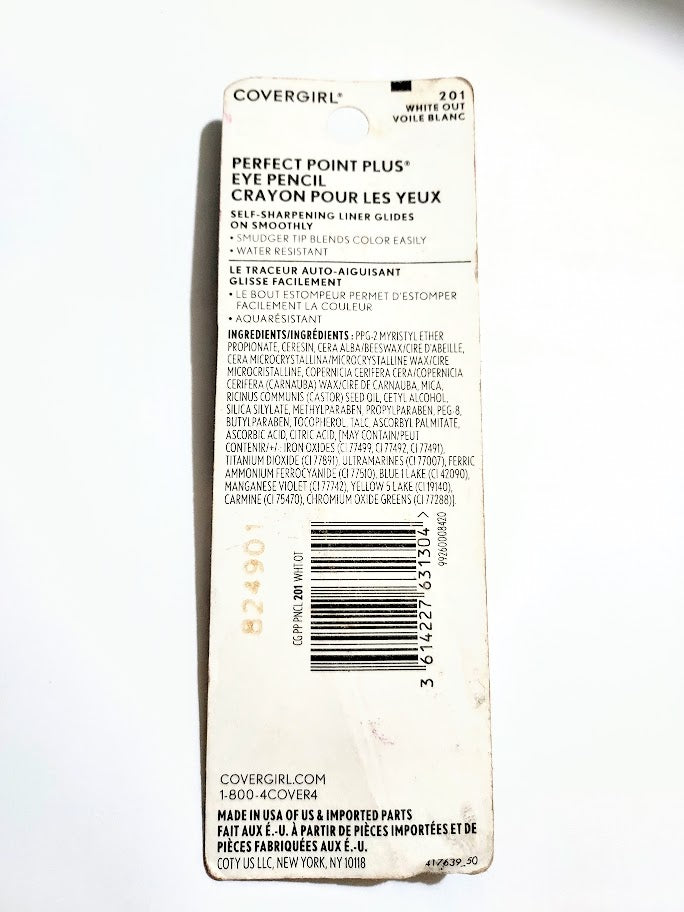 COVERGIRL®
201
WHITE OUT
VOILE BLANC
PERFECT POINT PLUS®
EYE PENCIL
CRAYON POUR LES YEUX
SELF-SHARPENING LINER GLIDES
ON SMOOTHLY
• SMUDGER TIP BLENDS COLOR EASILY
• WATER RESISTANT
LE TRACEUR AUTO-AIGUISANT
GLISSE FACILEMENT
• LE BOUT ESTOMPEUR PERMET D'ESTOMPER
FACILEMENT LA COULEUR
• AQUARÉSISTANT
INGREDIENTS/INGRÉDIENTS : PPG-2 MYRISTYL ETHER
PROPIONATE, CERESIN, CERA ALBA/BEESWAX/CIRE D'ABEILLE,
CERA MICROCRYSTALLINA/MICROCRYSTALLINE WAX/CIRE
MICROCRISTALLINE, COPERNICIA CERIFERA CERA/COPERNICIA
CERIFERA (CARNAUBA) WAX/CIRE DE CARNAUBA, MICA,
RICINUS COMMUNIS (CASTOR) SEED OIL, CETYL ALCOHOL,
SILICA SILYLATE, METHYLPARABEN, PROPYLPARABEN, PEG-8,
BUTYLPARABEN, TOCOPHEROL, TALC, ASCORBYL PALMITATE,
ASCORBIC ACID, CITRIC ACID, [MAY CONTAIN/PEUT
CONTENIR/+/-: IRON OXIDES (CI 77499, CI 77492, CI 77491),
TITANIUM DIOXIDE (CI 77891), ULTRAMARINES (CI 77007), FERRIC
AMMONIUM FERROCYANIDE (CI 77510), BLUE 1 LAKE (CI 42090),
MANGANESE VIOLET (CI 77742), YELLOW 5 LAKE (CI 19140),
CARMINE (CI 75470), CHROMIUM OXIDE GREENS (CI 77288)].
824901
CG PP PNCL 201 WHT OT
3 614227 631304 >
99260008420
COVERGIRL.COM
1-800-4COVER4
MADE IN USA OF US & IMPORTED PARTS
FAIT AUX É.-U. À PARTIR DE PIÈCES IMPORTÉES ET DE
PIÈCES FABRIQUÉES AUX É.-U.
COTY US LLC, NEW YORK, NY 10118
417639_50